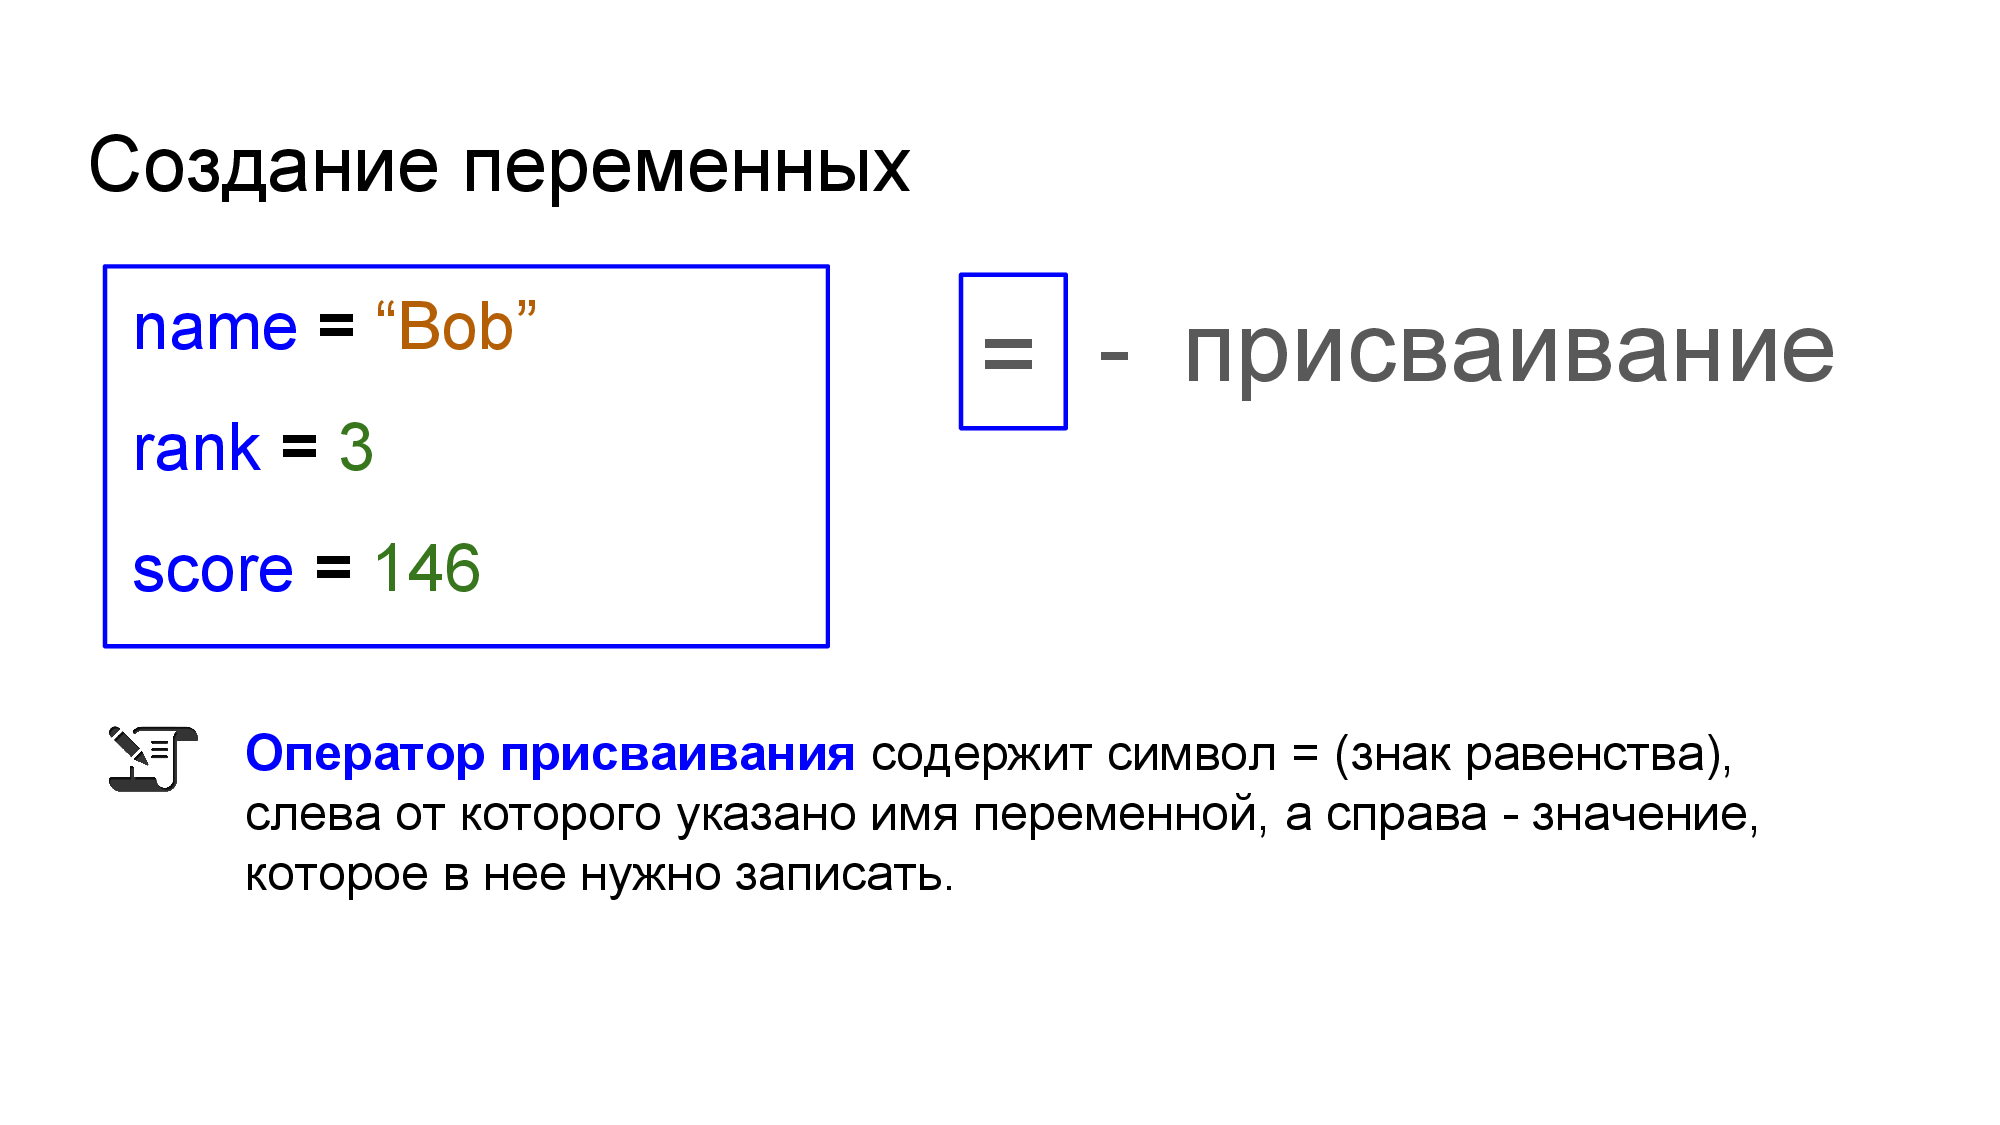 Создание переменных
name = “Bob”
rank = 3
score = 146
= - присваивание
Оператор присваивания содержит символ = (знак равенства),
слева от которого указано имя переменной, а справа - значение,
которое в нее нужно записать.